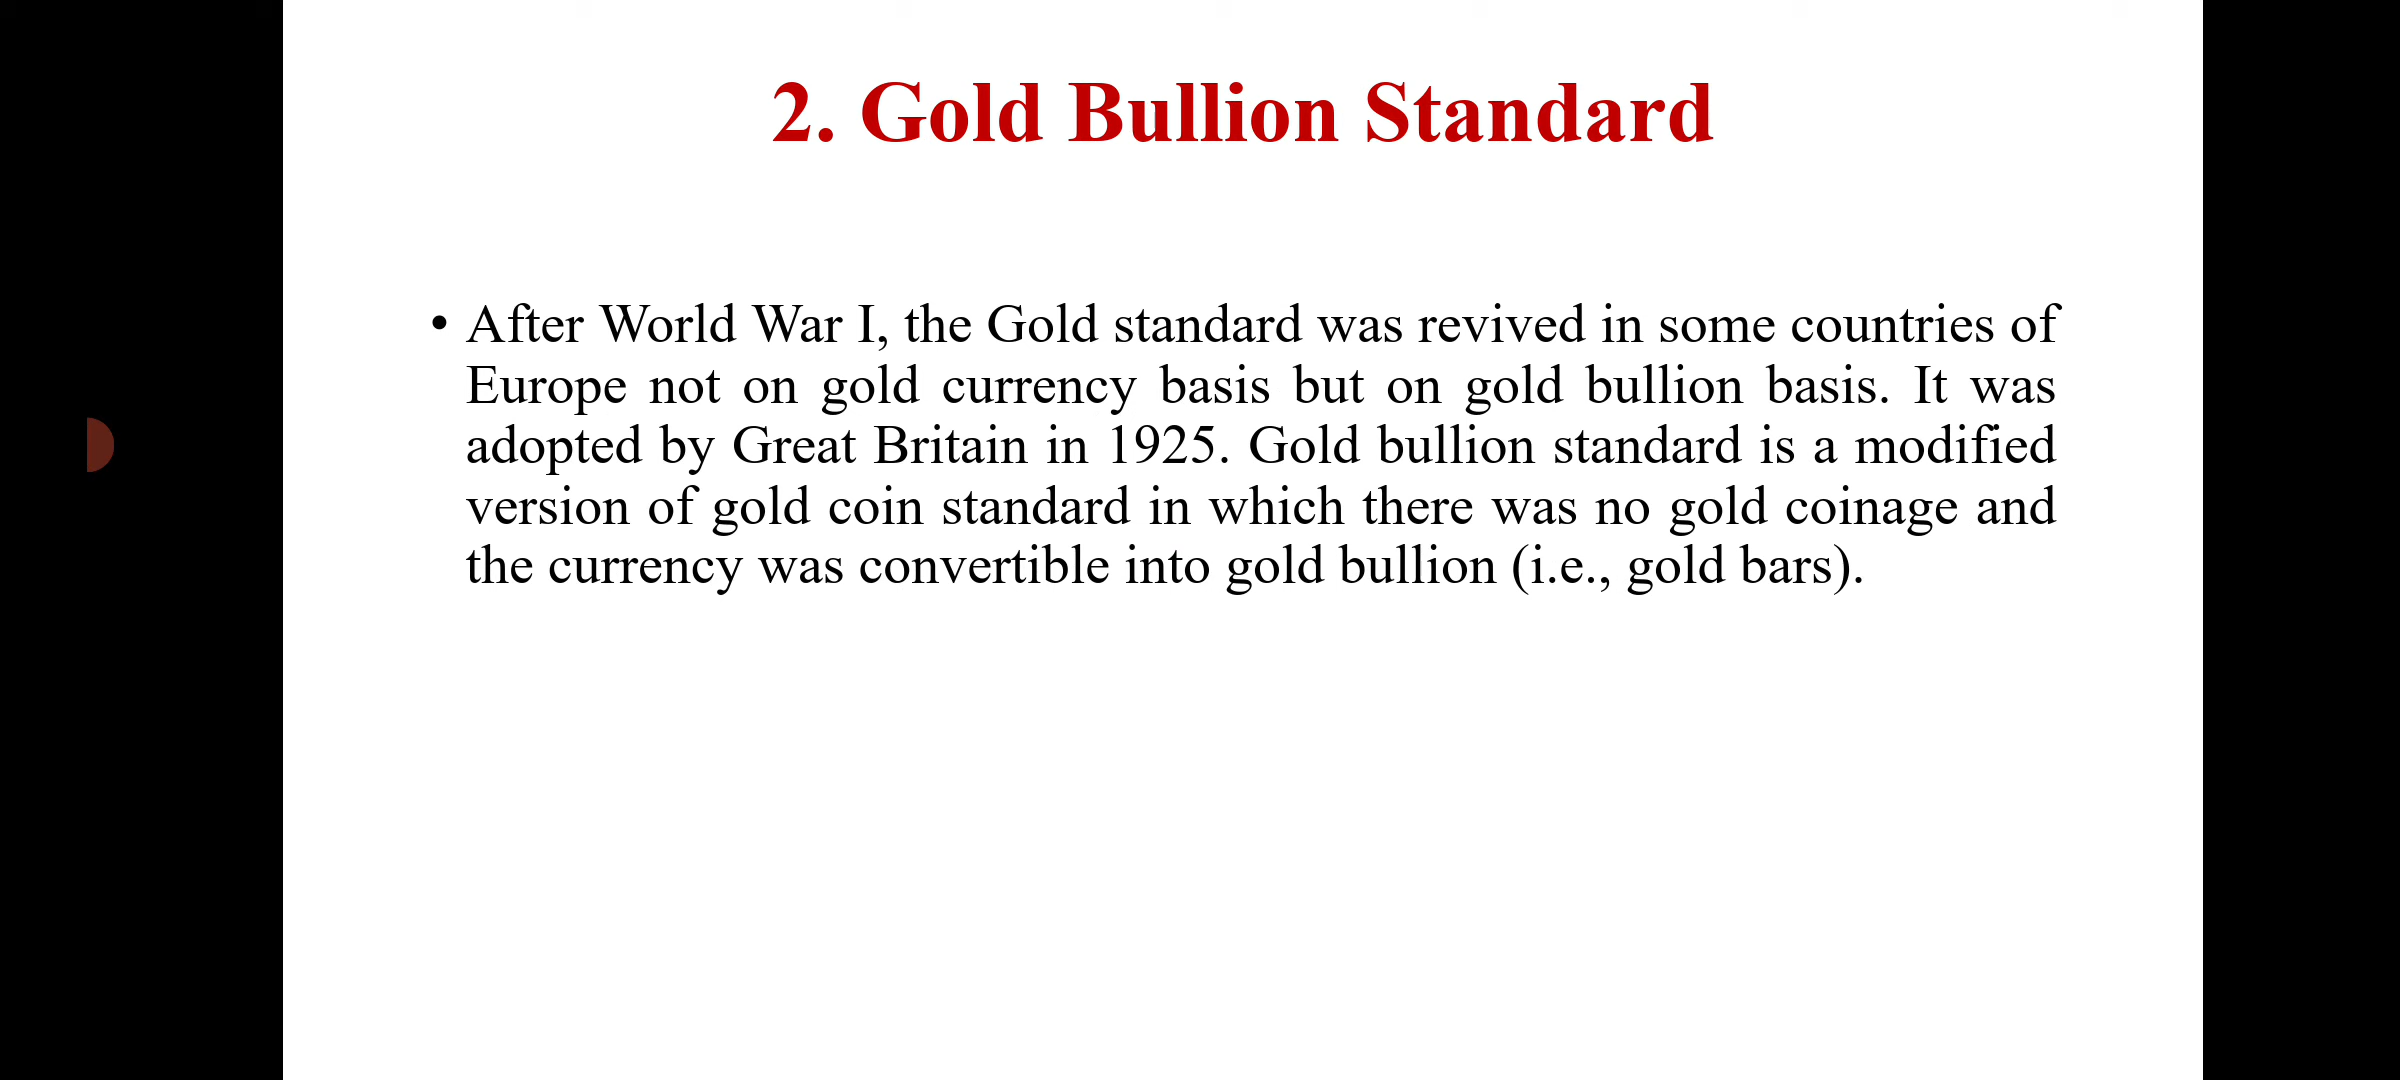 2. Gold Bullion Standard
• After World War I, the Gold standard was revived in some countries of
Europe not on gold currency basis but on gold bullion basis. It was
adopted by Great Britain in 1925. Gold bullion standard is a modified
version of gold coin standard in which there was no gold coinage and
the currency was convertible into gold bullion (i.e., gold bars).